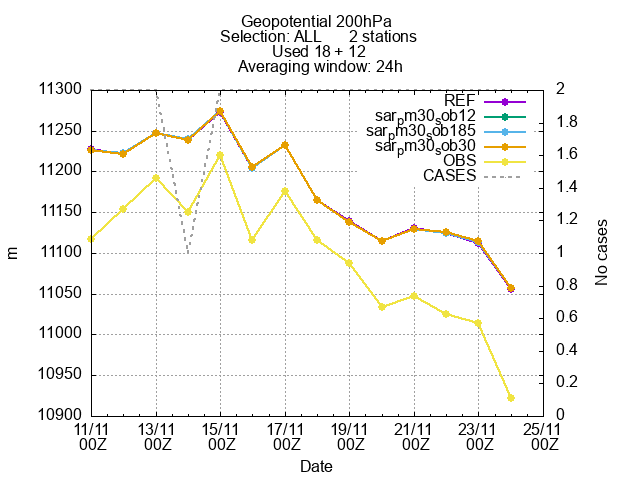 Geopotential 200hPa
Selection: ALL 2 stations
Used 18 + 12
Averaging window: 24h
11300
11250
11200
11150
11100
11050
11000
10950
10900
m
2
1.8
1.6
1.4
1.2
1
0.8
0.6
0.4
0.2
0
No cases
REF
sarpm30sob12
sarpm30sob185
sarpm30sob30
OBS
CASES
11/11 13/11 15/11 17/11 19/11 21/11 23/11 25/11
00Z 00Z 00Z 00Z 00Z 00Z 00Z 00Z
Date